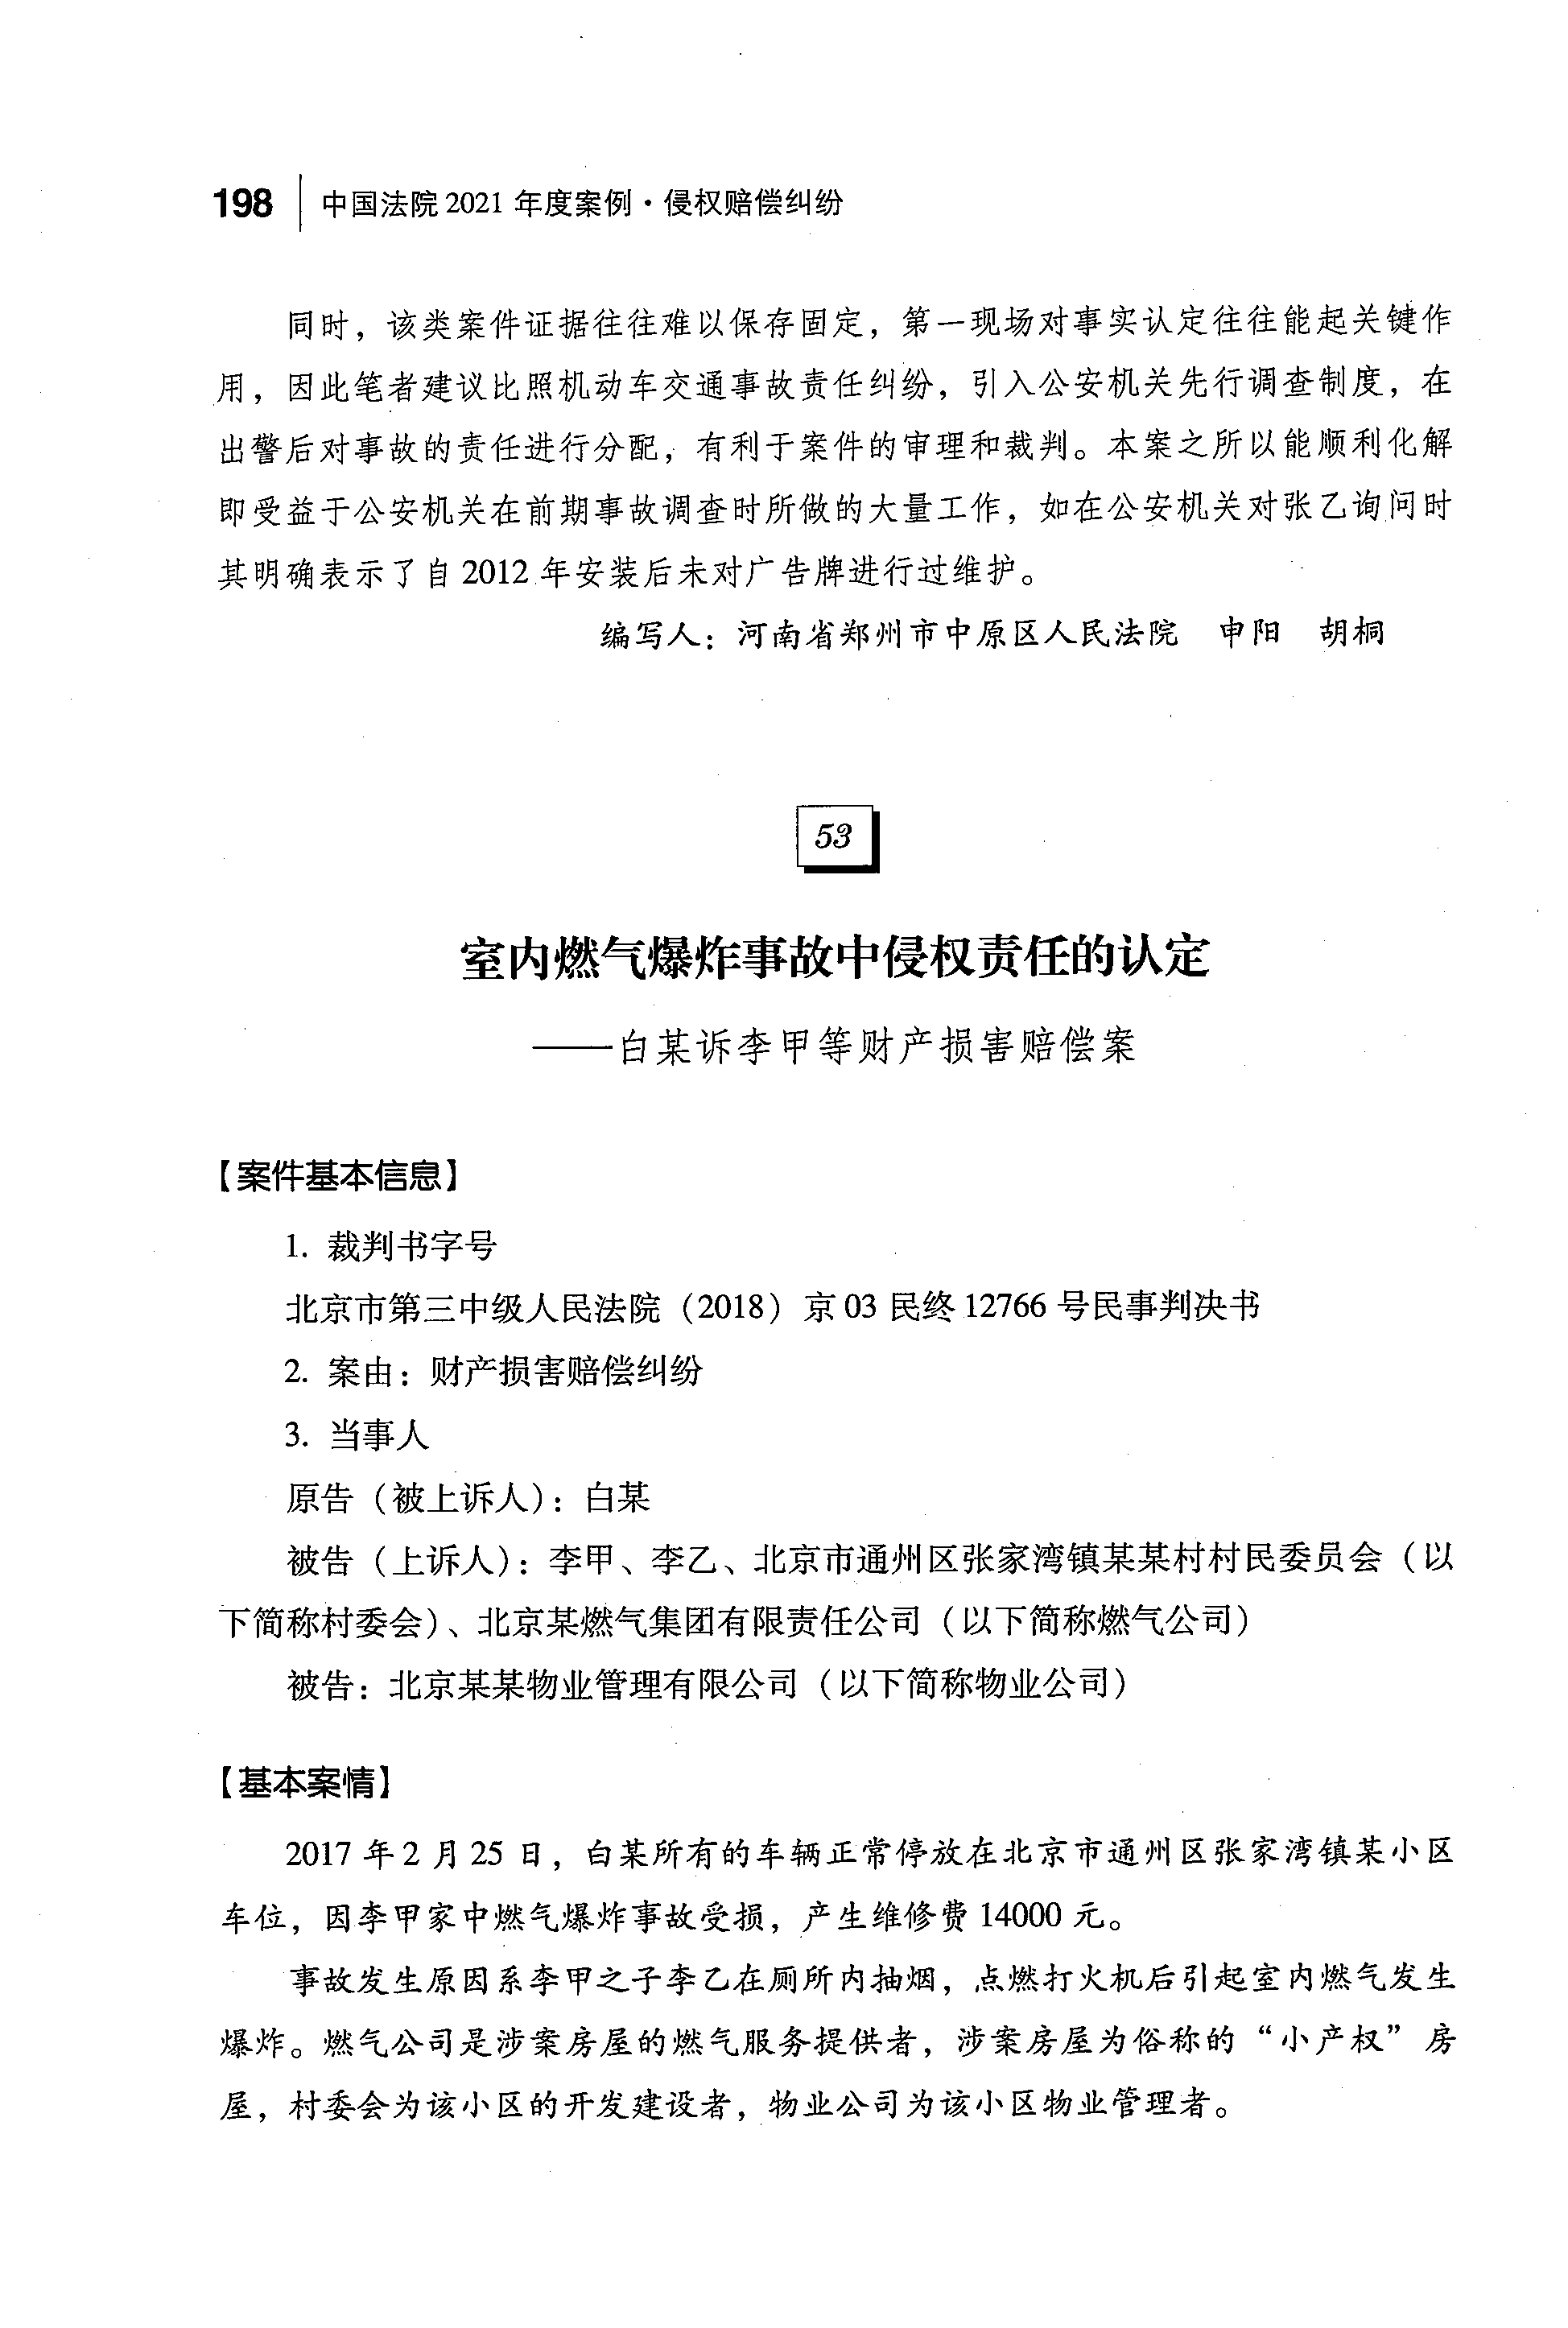 198 中国法院2021年度案例·侵权赔偿纠纷
同时，该类案件证据往往难以保存固定，第一现场对事实认定往往能起关键作
用，因此笔者建议比照机动车交通事故责任纠纷，引入公安机关先行调查制度，在
出警后对事故的责任进行分配，有利于案件的审理和裁判。本案之所以能顺利化解
即受益于公安机关在前期事故调查时所做的大量工作，如在公安机关对张乙询问时
其明确表示了自2012年安装后未对广告牌进行过维护。
编写人：河南省郑州市中原区人民法院 申阳 胡桐
53
室内燃气爆炸事故中侵权责任的认定
——白某诉李甲等财产损害赔偿案
【案件基本信息】
1. 裁判书字号
北京市第三中级人民法院（2018）京03民终12766号民事判决书
2. 案由：财产损害赔偿纠纷
3. 当事人
原告（被上诉人）：白某
被告（上诉人）：李甲、李乙、北京市通州区张家湾镇某某村村民委员会（以
下简称村委会）、北京某燃气集团有限责任公司（以下简称燃气公司）
被告：北京某某物业管理有限公司（以下简称物业公司）
【基本案情】
2017年2月25日，白某所有的车辆正常停放在北京市通州区张家湾镇某小区
车位，因李甲家中燃气爆炸事故受损，产生维修费14000元。
事故发生原因系李甲之子李乙在厕所内抽烟，点燃打火机后引起室内燃气发生
爆炸。燃气公司是涉案房屋的燃气服务提供者，涉案房屋为俗称的“小产权”房
屋，村委会为该小区的开发建设者，物业公司为该小区物业管理者。